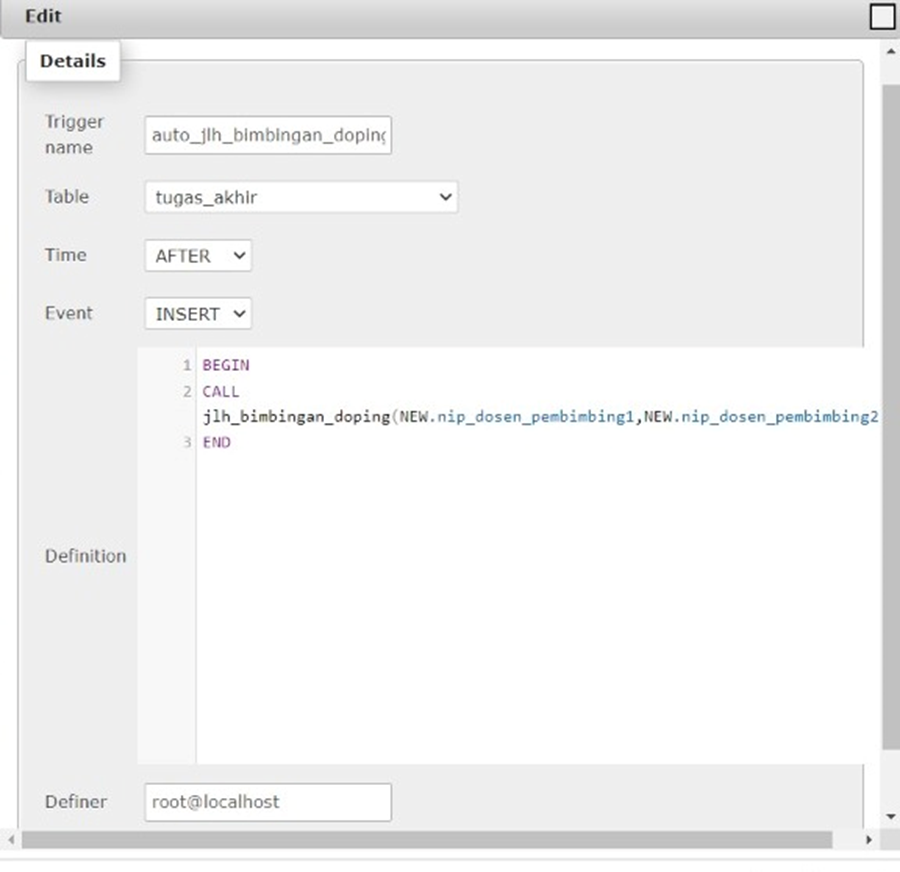 Edit
Details
Trigger
name
auto_jlh_bimbingan_doping
Table
tugas_akhir
Time
AFTER
Event
INSERT
Definition
1 BEGIN
2 CALL
jlh_bimbingan_doping(NEW.nip_dosen_pembimbing1,NEW.nip_dosen_pembimbing2
3 END
Definer
root@localhost